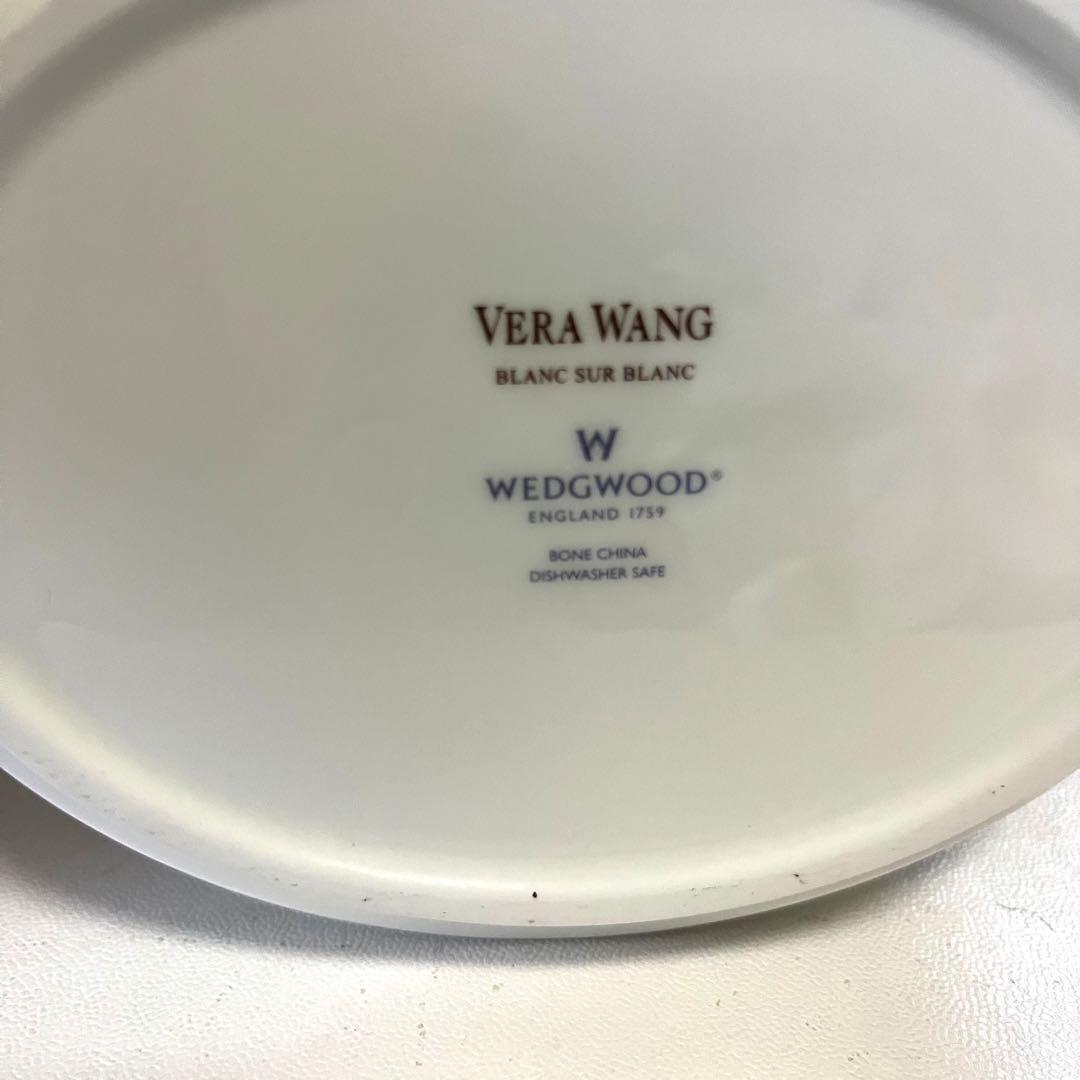 VERA WANG
BLANC SUR BLANC
W
WEDGWOOD®
ENGLAND 1759
BONE CHINA
DISHWASHER SAFE